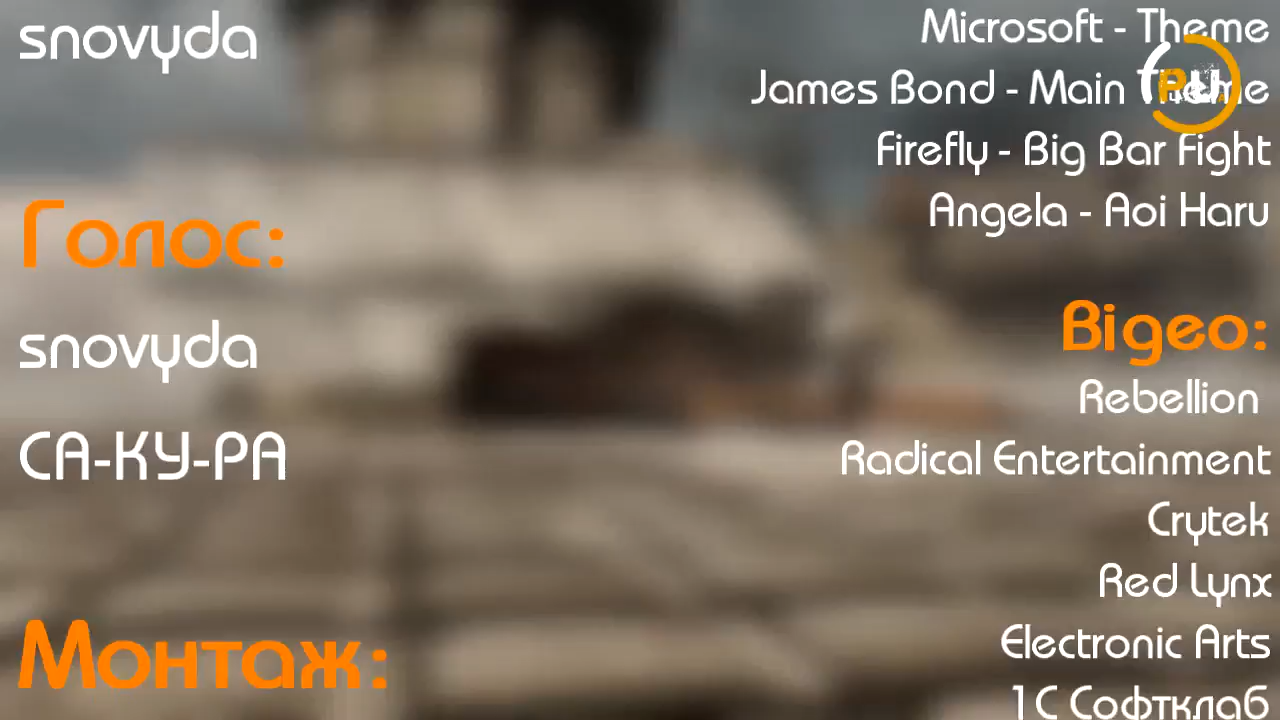 snovyda
Голос:
snovyda
СА-КУ-РА
Монтаж:
Microsoft - Theme
James Bond - Main Theme
Firefly - Big Bar Fight
Angela - Aoi Haru
Відео:
Rebellion
Radical Entertainment
Crytek
Red Lynx
Electronic Arts
1С Софтклаб